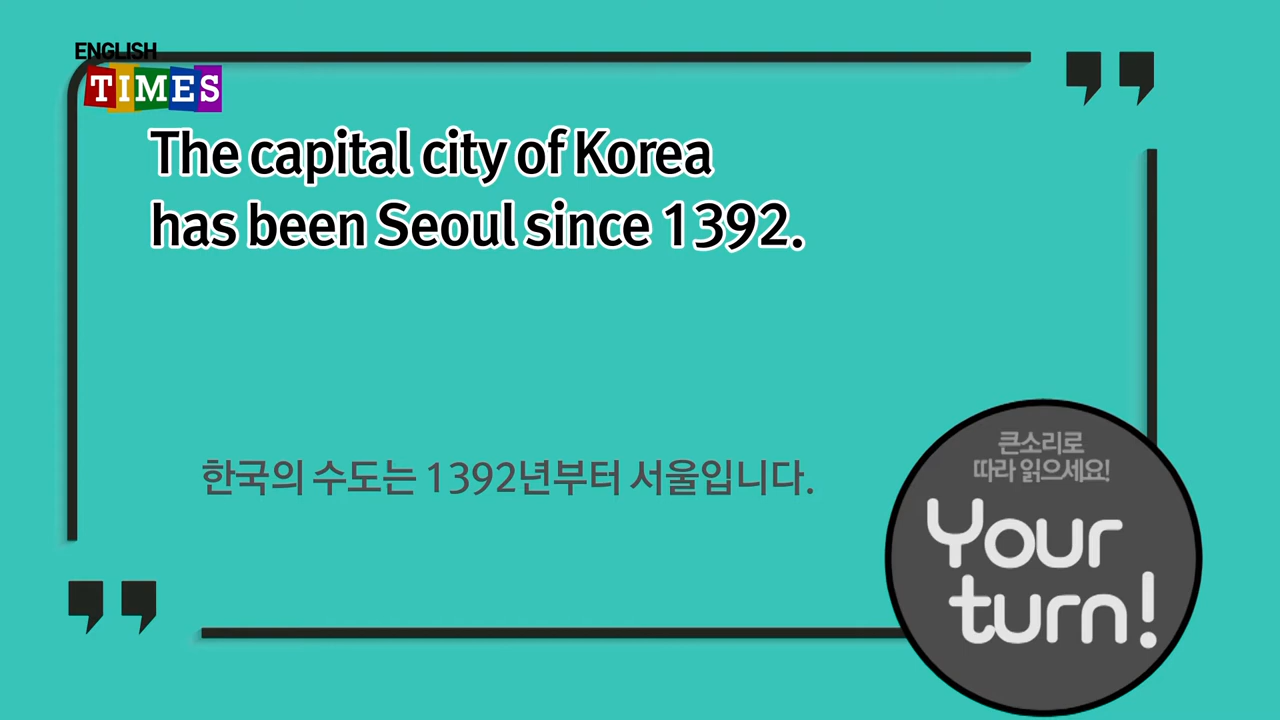 ENGLISH
TIMES
The capital city of Korea
has been Seoul since 1392.
한국의 수도는 1392년부터 서울입니다.
큰소리로
따라 읽으세요!
Your
turn!